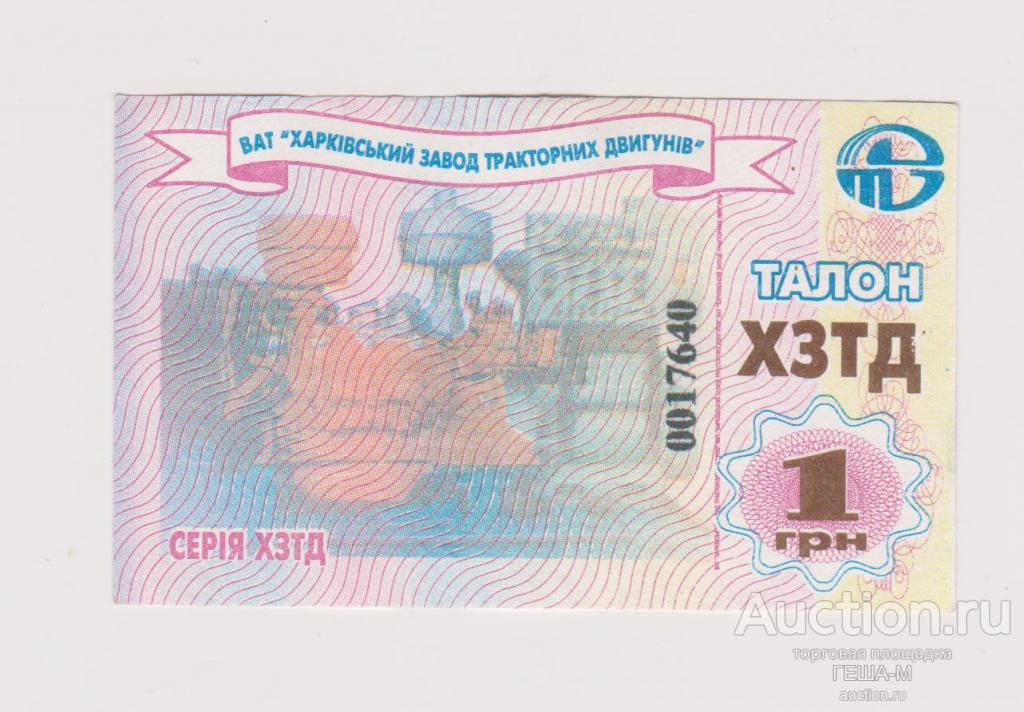 ВАТ "ХАРКІВСЬКИЙ ЗАВОД ТРАКТОРНИХ ДВИГУНІВ"
ТАЛОН
ХЗТД
0017640
1
грн
СЕРІЯ ХЗТД
Auction.ru
торговая площадка
ГЕША-М
auction.ru